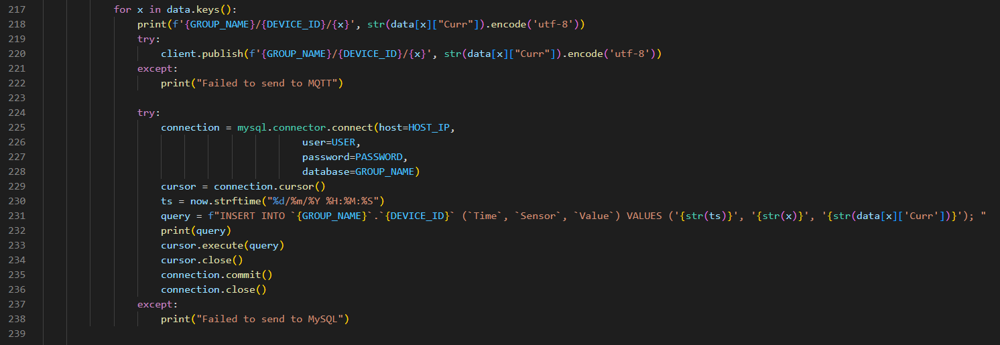 217 for x in data.keys():
218 print(f'{GROUP_NAME}/{DEVICE_ID}/{x}', str(data[x]["Curr"]).encode('utf-8'))
219 try:
220 client.publish(f'{GROUP_NAME}/{DEVICE_ID}/{x}', str(data[x]["Curr"]).encode('utf-8'))
221 except:
222 print("Failed to send to MQTT")
223
224 try:
225 connection = mysql.connector.connect(host=HOST_IP,
226 user=USER,
227 password=PASSWORD,
228 database=GROUP_NAME)
229 cursor = connection.cursor()
230 ts = now.strftime("%d/%m/%Y %H:%M:%S")
231 query = f"INSERT INTO `{GROUP_NAME}`.`{DEVICE_ID}` (`Time`, `Sensor`, `Value`) VALUES ('{str(ts)}', '{str(x)}', '{str(data[x]['Curr'])}'); "
232 print(query)
233 cursor.execute(query)
234 cursor.close()
235 connection.commit()
236 connection.close()
237 except:
238 print("Failed to send to MySQL")
239